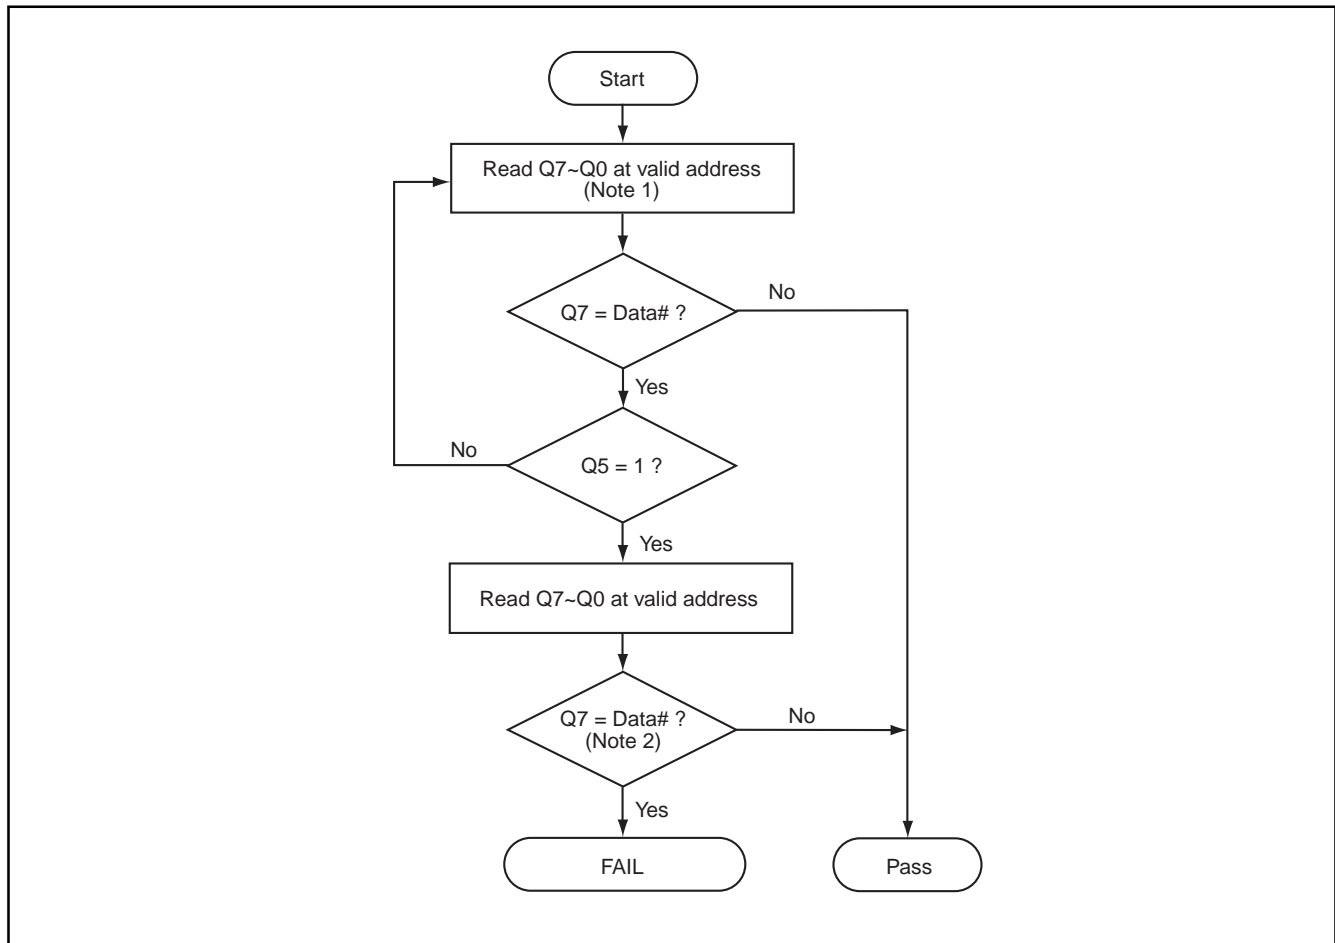 Start
Read Q7~Q0 at valid address
(Note 1)
Q7 = Data# ?
No
Yes
No
Q5 = 1 ?
Yes
Read Q7~Q0 at valid address
Q7 = Data# ?
(Note 2)
No
Yes
FAIL
Pass